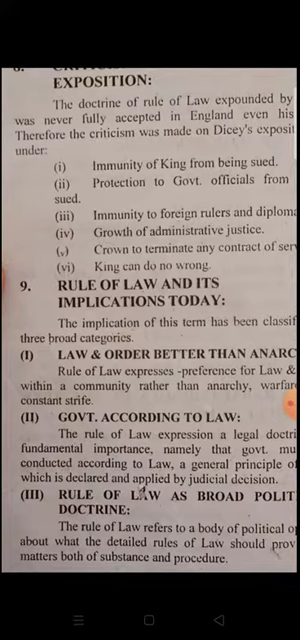 8.
EXPOSITION:
The doctrine of rule of Law expounded by
was never fully accepted in England even his
Therefore the criticism was made on Dicey's exposit
under:
(i) Immunity of King from being sued.
(ii) Protection to Govt. officials from
sued.
(iii) Immunity to foreign rulers and diploma
(iv) Growth of administrative justice.
(v) Crown to terminate any contract of serv
(vi) King can do no wrong.
9. RULE OF LAW AND ITS
IMPLICATIONS TODAY:
The implication of this term has been classif
three broad categories.
(I) LAW & ORDER BETTER THAN ANARC
Rule of Law expresses -preference for Law &
within a community rather than anarchy, warfare
constant strife.
(II) GOVT. ACCORDING TO LAW:
The rule of Law expression a legal doctri
fundamental importance, namely that govt. mu
conducted according to Law, a general principle o
which is declared and applied by judicial decision.
(III) RULE OF LAW AS BROAD POLIT
DOCTRINE:
The rule of Law refers to a body of political o
about what the detailed rules of Law should prov
matters both of substance and procedure.